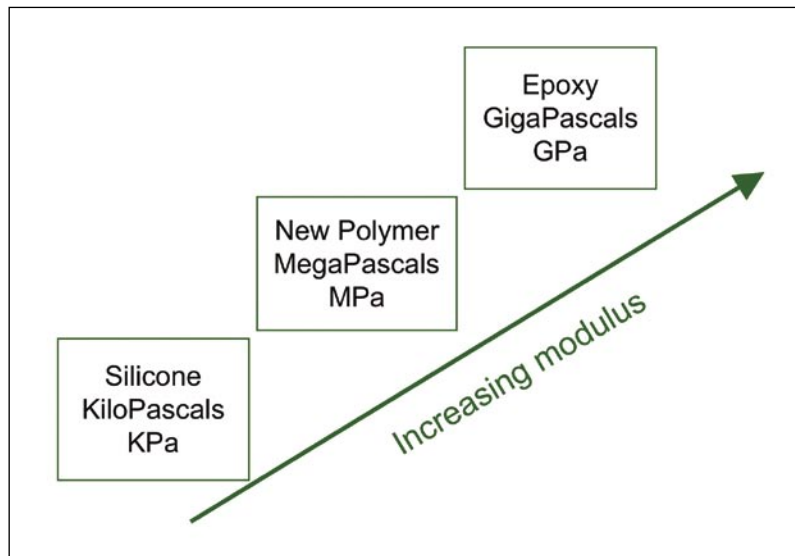 Epoxy
GigaPascals
GPa
New Polymer
MegaPascals
MPa
Silicone
KiloPascals
KPa
Increasing modulus